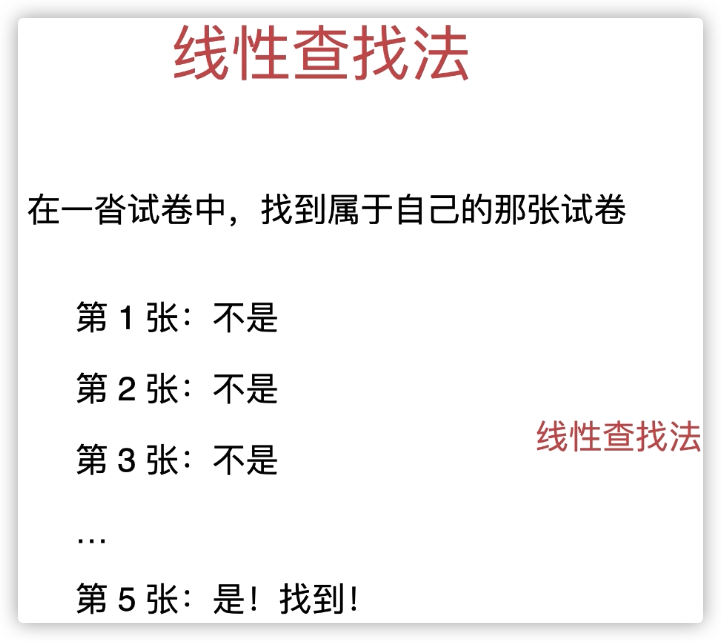 线性查找法
在一沓试卷中，找到属于自己的那张试卷
第 1 张：不是
第 2 张：不是
线性查找法
第 3 张：不是
...
第 5 张：是！找到！